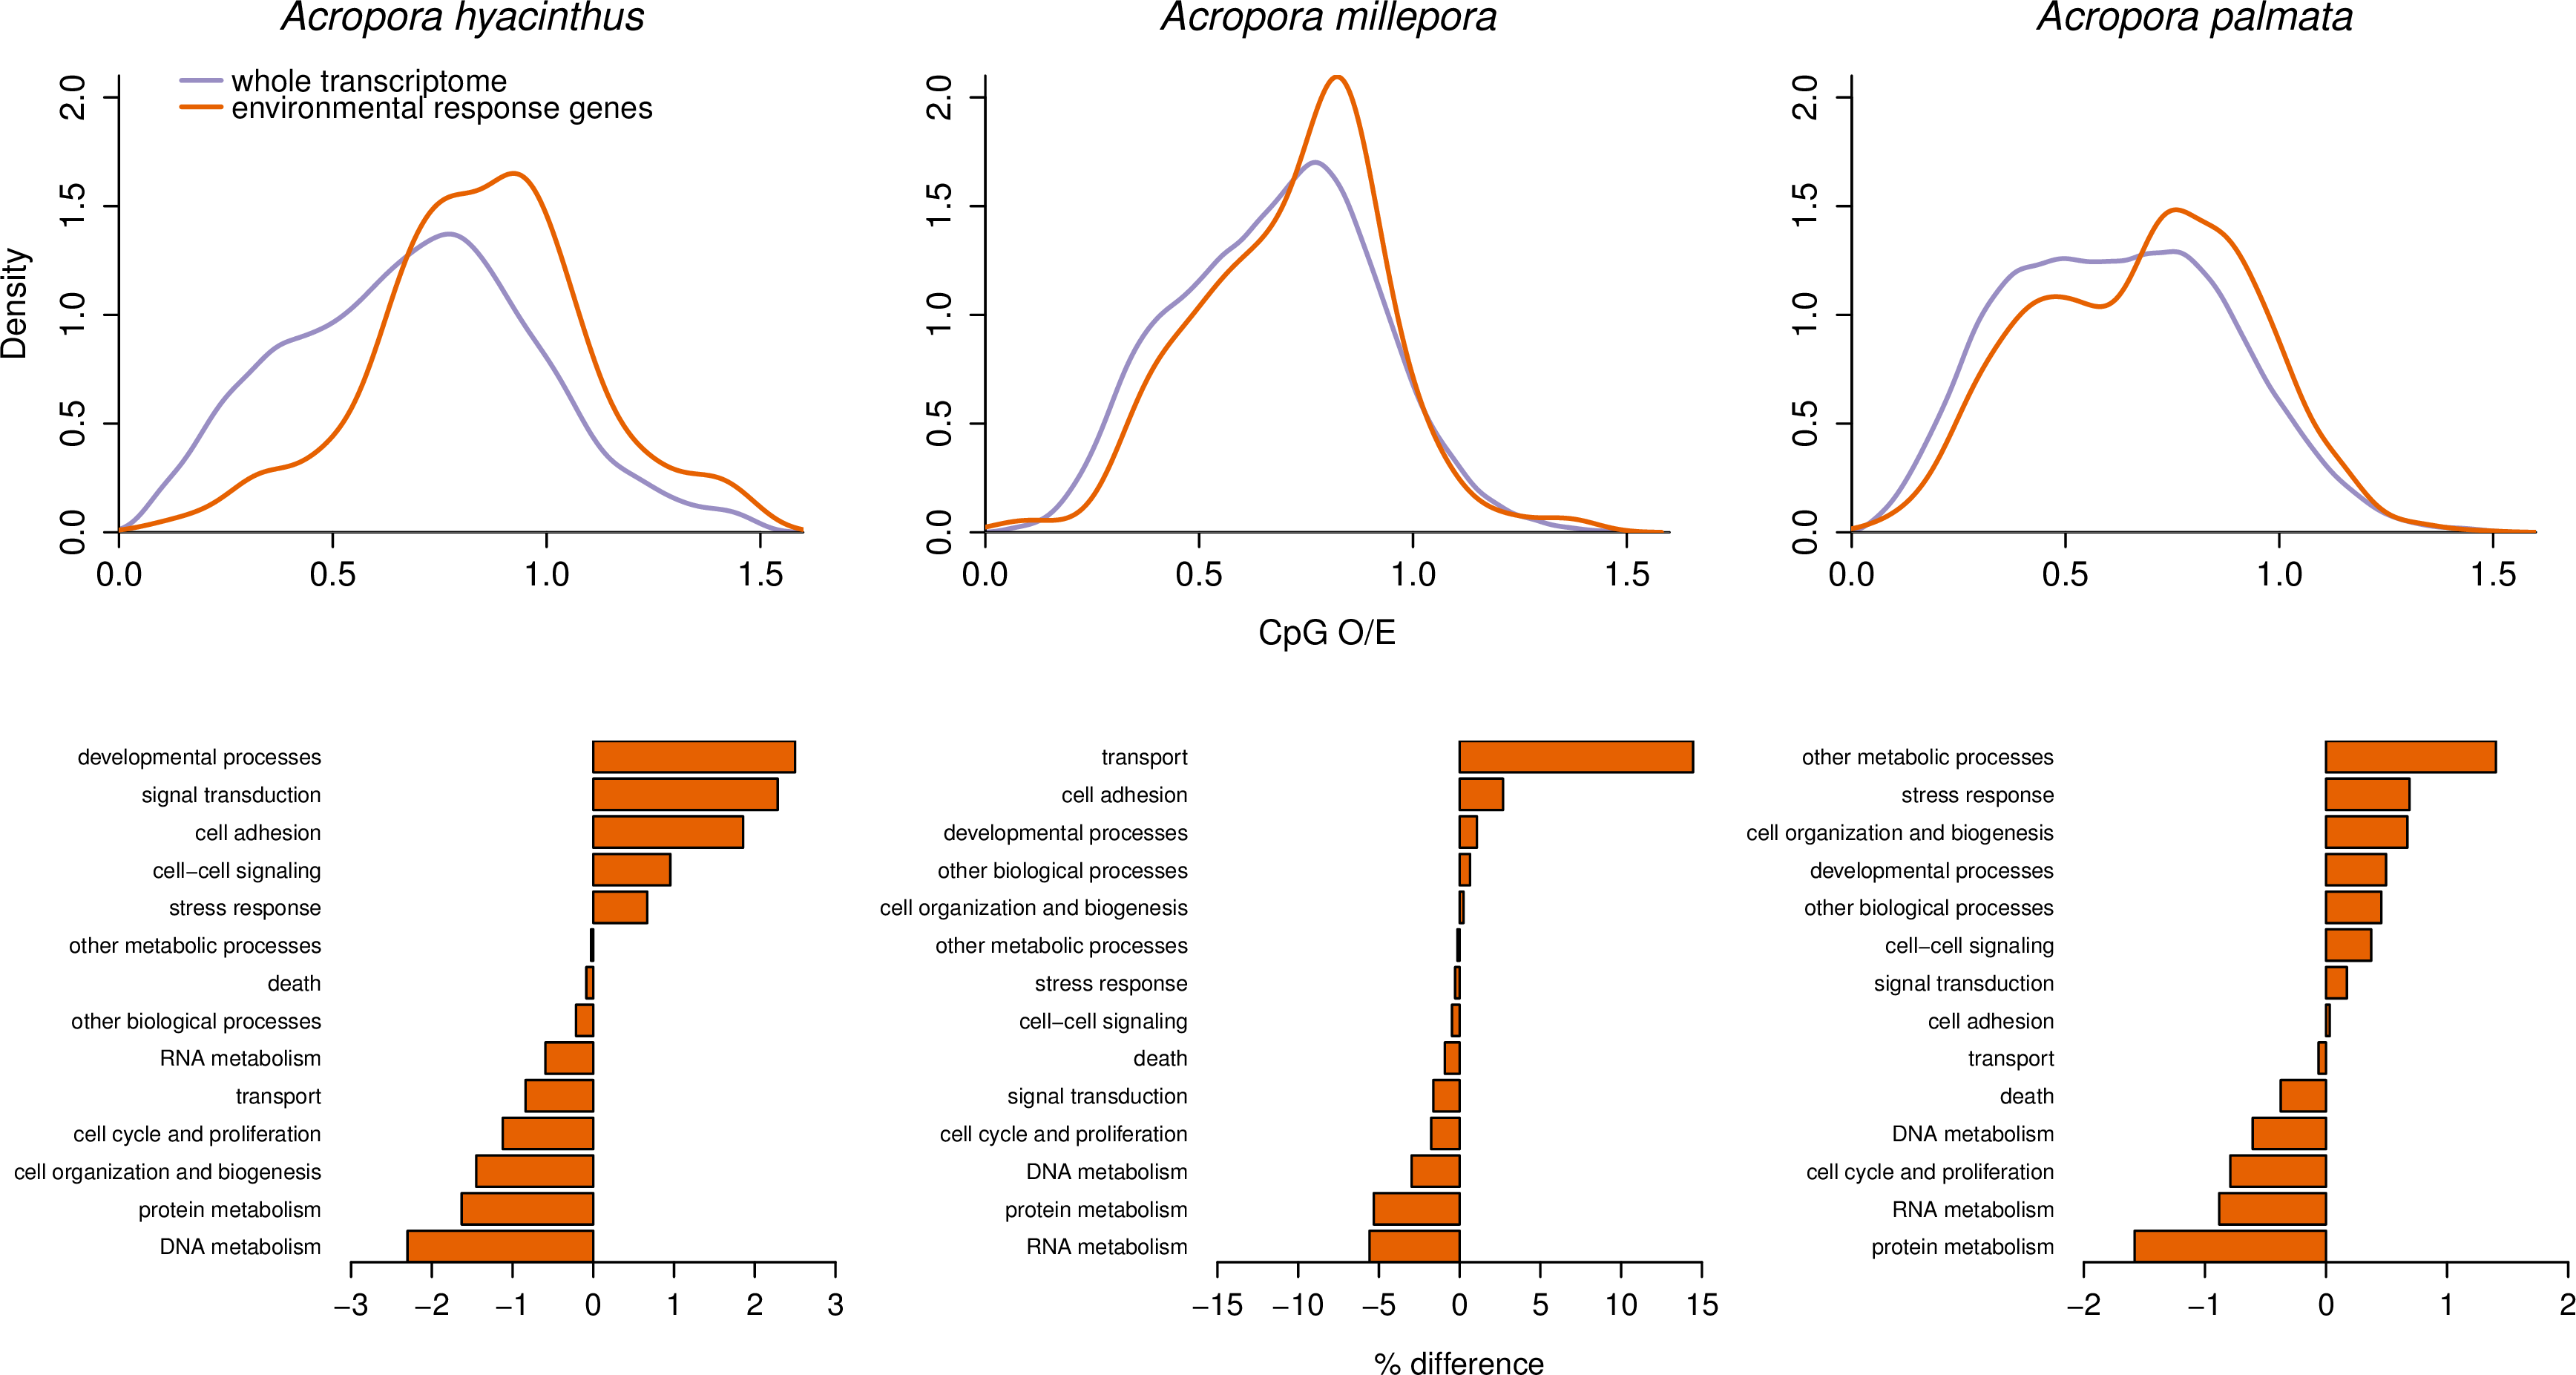 Acropora hyacinthus
Acropora millepora
Acropora palmata
whole transcriptome
environmental response genes
Density
0.0 0.5 1.0 1.5 2.0
0.0 0.5 1.0 1.5
0.0 0.5 1.0 1.5 2.0
0.0 0.5 1.0 1.5
0.0 0.5 1.0 1.5 2.0
0.0 0.5 1.0 1.5
CpG O/E
developmental processes
signal transduction
cell adhesion
cell−cell signaling
stress response
other metabolic processes
death
other biological processes
RNA metabolism
transport
cell cycle and proliferation
cell organization and biogenesis
protein metabolism
DNA metabolism
−3 −2 −1 0 1 2 3
transport
cell adhesion
developmental processes
other biological processes
cell organization and biogenesis
other metabolic processes
stress response
cell−cell signaling
death
signal transduction
cell cycle and proliferation
DNA metabolism
protein metabolism
RNA metabolism
−15 −10 −5 0 5 10 15
other metabolic processes
stress response
cell organization and biogenesis
developmental processes
other biological processes
cell−cell signaling
signal transduction
cell adhesion
transport
death
DNA metabolism
cell cycle and proliferation
RNA metabolism
protein metabolism
−2 −1 0 1 2
% difference